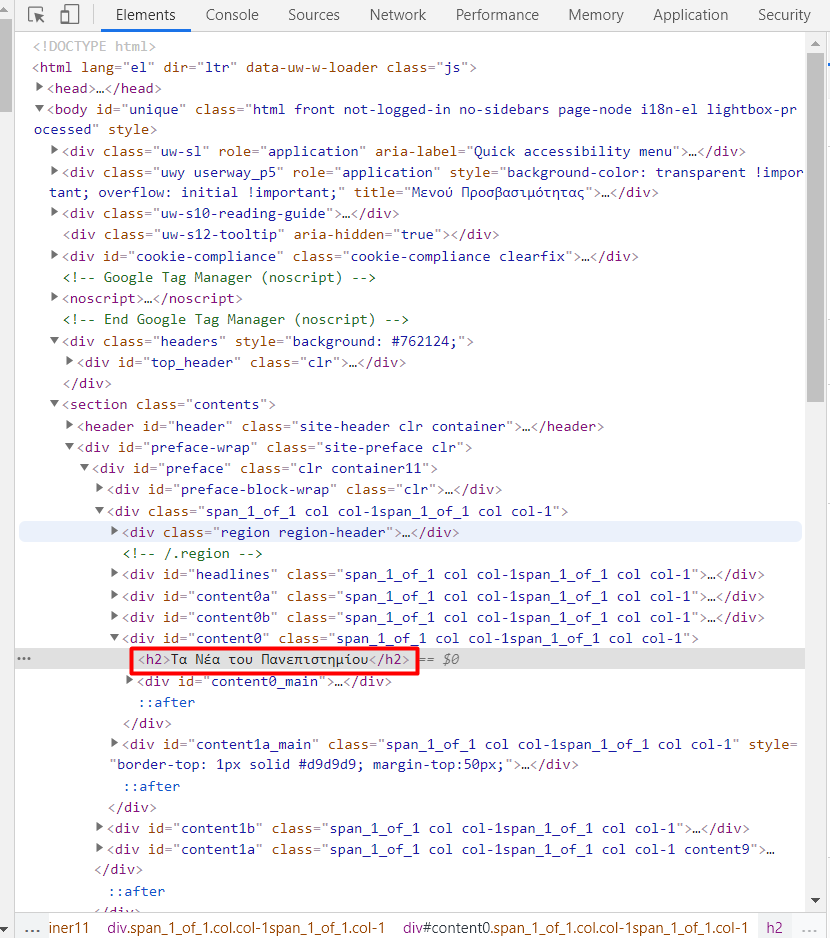 Elements Console Sources Network Performance Memory Application Security
<!DOCTYPE html>
<html lang="el" dir="ltr" data-uw-w-loader class="js">
<head>…</head>
<body id="unique" class="html front not-logged-in no-sidebars page-node i18n-el lightbox-pr
ocessed" style>
<div class="uw-sl" role="application" aria-label="Quick accessibility menu">…</div>
<div class="uwy userway_p5" role="application" style="background-color: transparent !impor
tant; overflow: initial !important;" title="Μενού Προσβασιμότητας">…</div>
<div class="uw-s10-reading-guide">…</div>
<div class="uw-s12-tooltip" aria-hidden="true"></div>
<div id="cookie-compliance" class="cookie-compliance clearfix">…</div>
<!-- Google Tag Manager (noscript) -->
<noscript>…</noscript>
<!-- End Google Tag Manager (noscript) -->
<div class="headers" style="background: #762124;">
<div id="top_header" class="clr">…</div>
</div>
<section class="contents">
<header id="header" class="site-header clr container">…</header>
<div id="preface-wrap" class="site-preface clr">
<div id="preface" class="clr container11">
<div id="preface-block-wrap" class="clr">…</div>
<div class="span_1_of_1 col col-1span_1_of_1 col col-1">
<div class="region region-header">…</div>
<!-- /.region -->
<div id="headlines" class="span_1_of_1 col col-1span_1_of_1 col col-1">…</div>
<div id="content0a" class="span_1_of_1 col col-1span_1_of_1 col col-1">…</div>
<div id="content0b" class="span_1_of_1 col col-1span_1_of_1 col col-1">…</div>
<div id="content0" class="span_1_of_1 col col-1span_1_of_1 col col-1">
<h2>Τα Νέα του Πανεπιστημίου</h2> == $0
<div id="content0_main">…</div>
::after
</div>
<div id="content1a_main" class="span_1_of_1 col col-1span_1_of_1 col col-1" style=
"border-top: 1px solid #d9d9d9; margin-top:50px;">…</div>
::after
</div>
<div id="content1b" class="span_1_of_1 col col-1span_1_of_1 col col-1">…</div>
<div id="content1a" class="span_1_of_1 col col-1span_1_of_1 col col-1 content9">…
</div>
::after
</div>
... iner11 div.span_1_of_1.col.col-1span_1_of_1.col-1 div#content0.span_1_of_1.col.col-1span_1_of_1.col-1 h2 ...